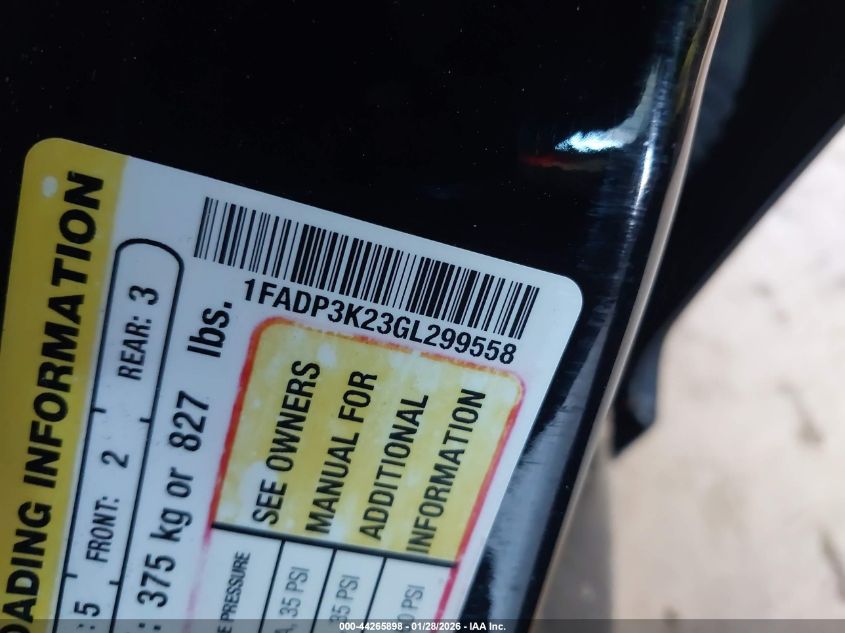 1FADP3K23GL299558
OADING INFORMATION
: 5 FRONT: 2 REAR: 3
: 375 kg or 827 lbs.
SEE OWNERS
MANUAL FOR
ADDITIONAL
INFORMATION
PRESSURE
35 PSI
35 PSI
PSI
000-44265898 - 01/28/2026 - IAA Inc.